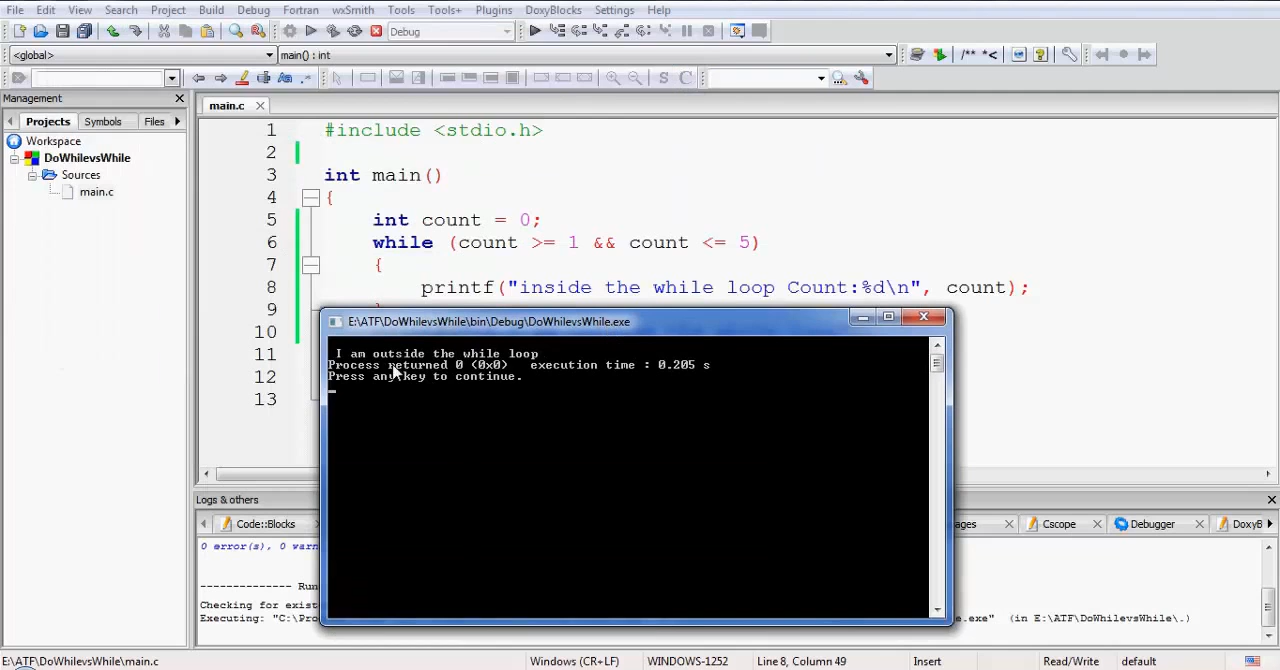 File Edit View Search Project Build Debug Fortran wxSmith Tools Tools+ Plugins DoxyBlocks Settings Help
Debug
<global> main() : int /** *<
S C
Management
main.c
Projects Symbols Files
Workspace
DoWhilevsWhile
Sources
main.c
1 #include <stdio.h>
2
3 int main()
4 {
5 int count = 0;
6 while (count >= 1 && count <= 5)
7 {
8 printf("inside the while loop Count:%d\n", count);
9
10
11
12
13
E:\ATF\DoWhilevsWhile\bin\Debug\DoWhilevsWhile.exe
I am outside the while loop
Process returned 0 (0x0) execution time : 0.205 s
Press any key to continue.
Logs & others
Code::Blocks ages Cscope Debugger DoxyB
0 error(s), 0 warn
-------------- Run
Checking for exist
Executing: "C:\Pro e.exe" (in E:\ATF\DoWhilevsWhile\.)
E:\ATF\DoWhilevsWhile\main.c Windows (CR+LF) WINDOWS-1252 Line 8, Column 49 Insert Read/Write default